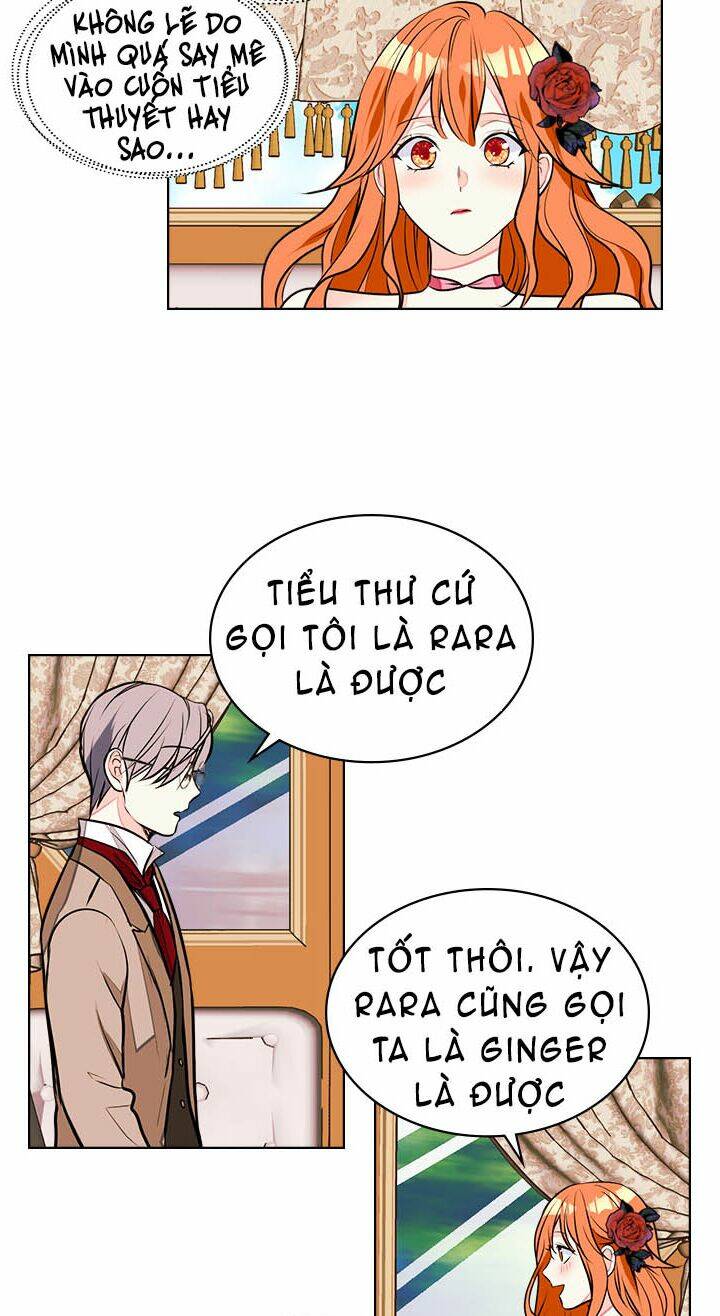 KHÔNG LẼ DO
MÌNH QUÁ SAY MÊ
VÀO CUỐN TIỂU
THUYẾT HAY
SAO...
TIỂU THƯ CỨ
GỌI TÔI LÀ RARA
LÀ ĐƯỢC
TỐT THÔI. VẬY
RARA CŨNG GỌI
TA LÀ GINGER
LÀ ĐƯỢC